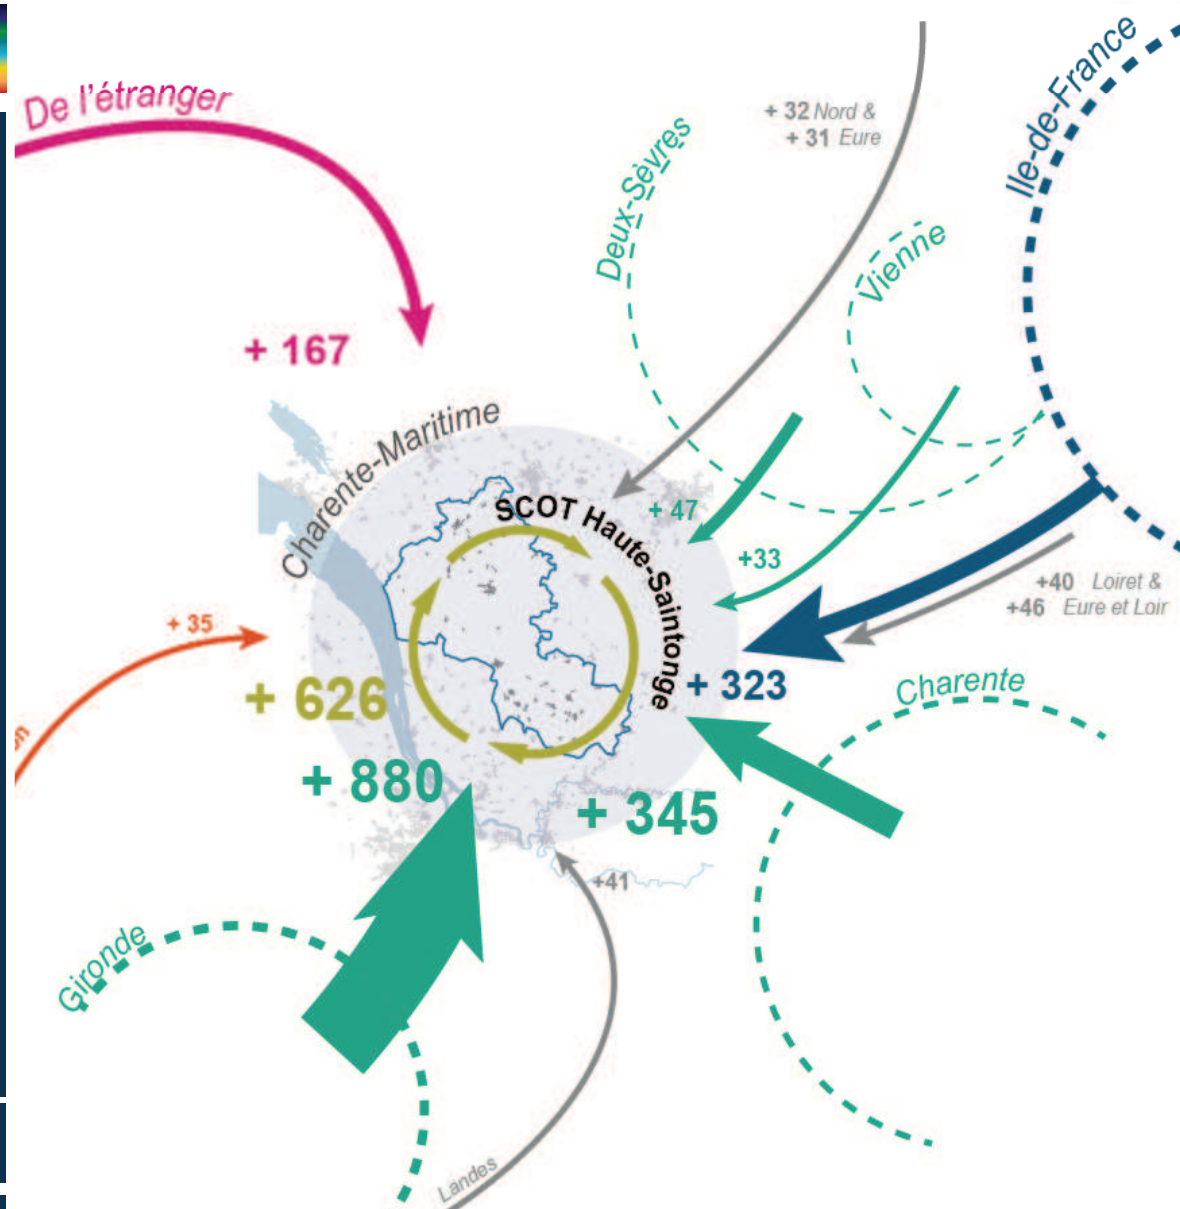 De l'étranger
Ile-de-France
+ 32 Nord &
+ 31 Eure
Deux-Sèvres
Vienne
+ 167
Charente-Maritime
SCOT Haute-Saintonge
+ 47
+33
+40 Loiret &
+46 Eure et Loir
+ 35
+ 626
+ 323
Charente
+ 880
+ 345
+41
Gironde
Landes